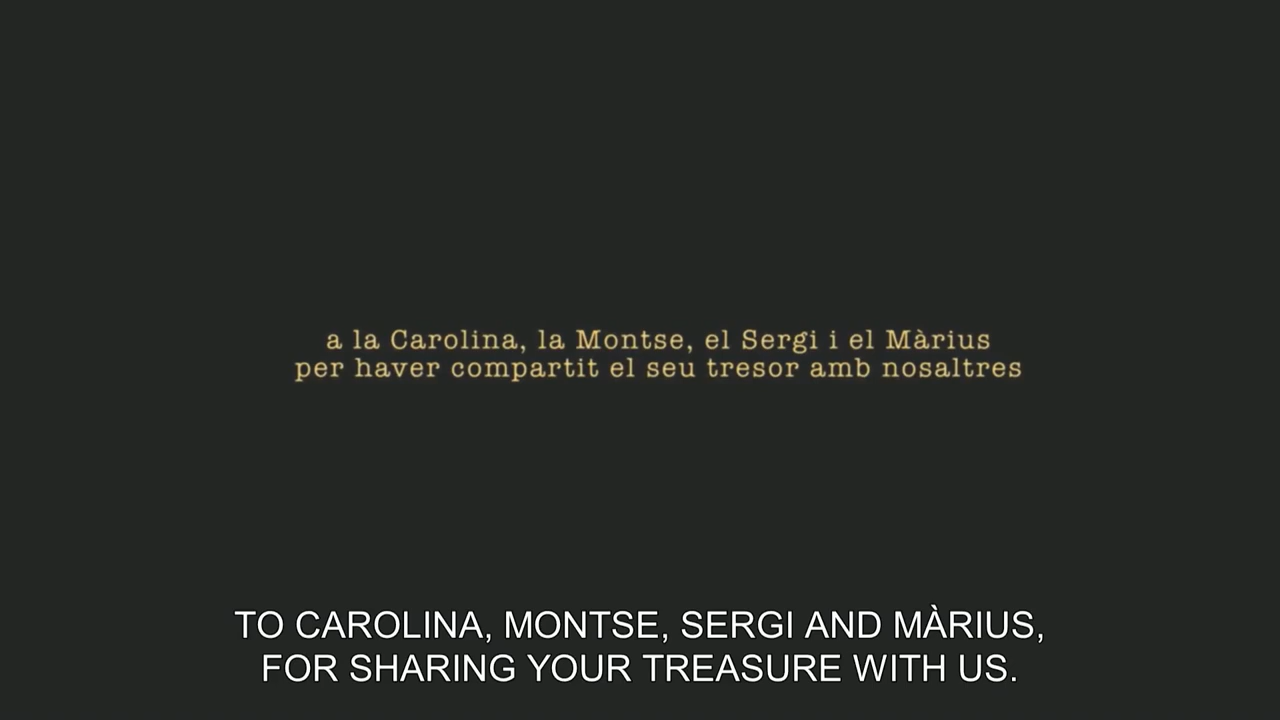 a la Carolina, la Montse, el Sergi i el Màrius
per haver compartit el seu tresor amb nosaltres
TO CAROLINA, MONTSE, SERGI AND MÀRIUS,
FOR SHARING YOUR TREASURE WITH US.